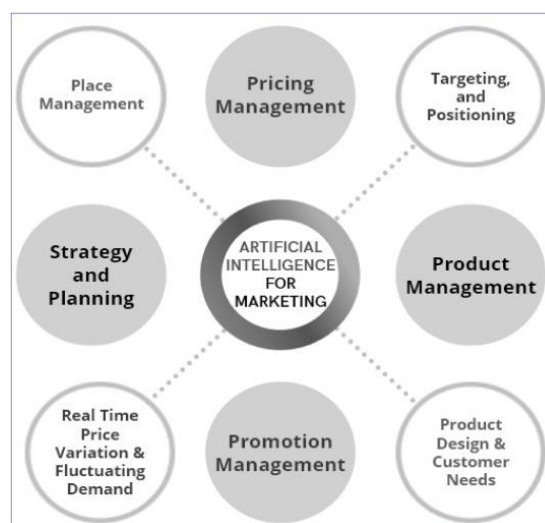 Place
Management
Pricing
Management
Targeting,
and
Positioning
Strategy
and
Planning
ARTIFICIAL
INTELLIGENCE
FOR
MARKETING
Product
Management
Real Time
Price
Variation &
Fluctuating
Demand
Promotion
Management
Product
Design &
Customer
Needs